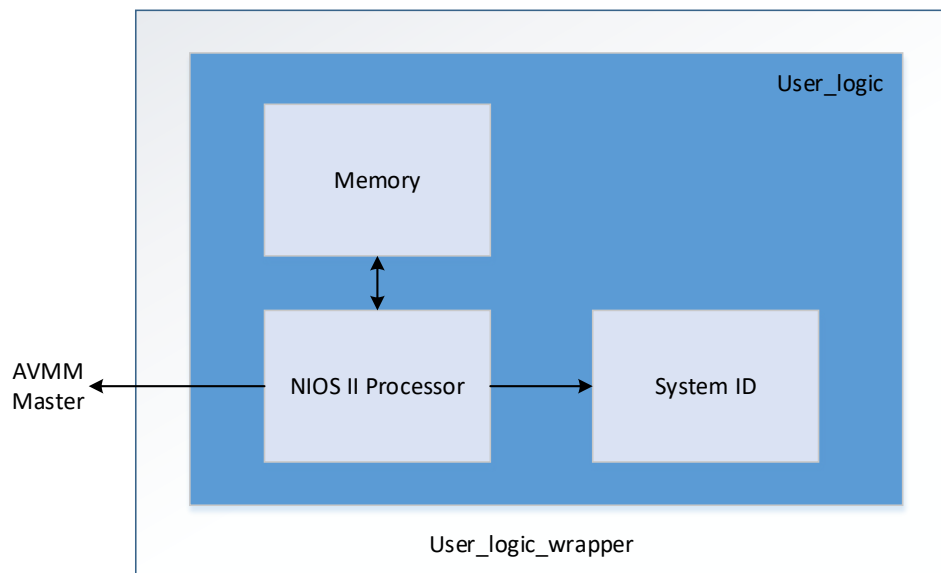 User_logic
Memory
AVMM
Master
NIOS II Processor
System ID
User_logic_wrapper